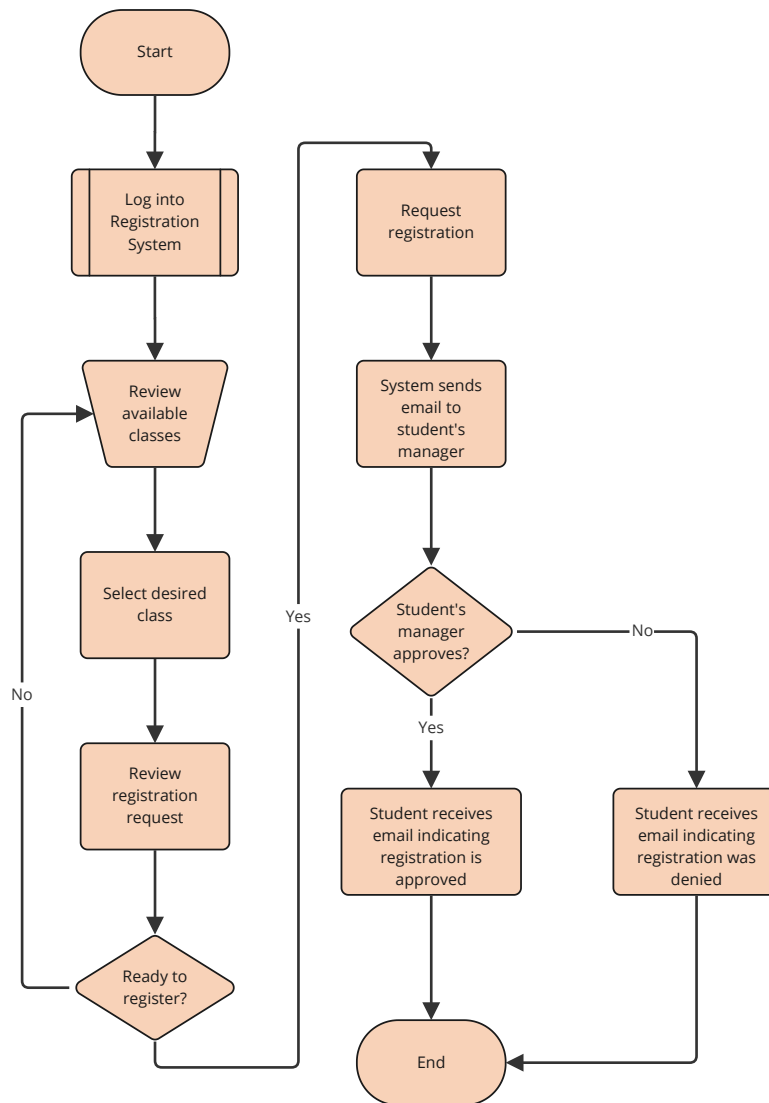 Start
Log into
Registration
System
Review
available
classes
Select desired
class
No
Review
registration
request
Ready to
register?
Yes
Request
registration
System sends
email to
student's
manager
Student's
manager
approves?
No
Yes
Student receives
email indicating
registration is
approved
Student receives
email indicating
registration was
denied
End